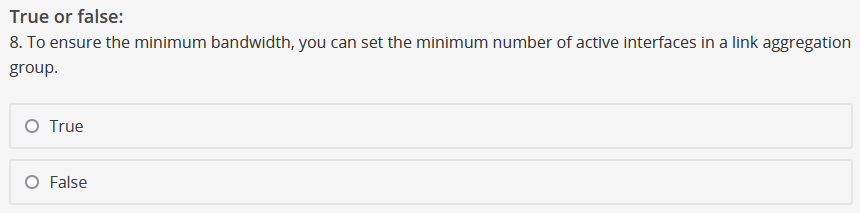 True or false:
8. To ensure the minimum bandwidth, you can set the minimum number of active interfaces in a link aggregation
group.
True
False